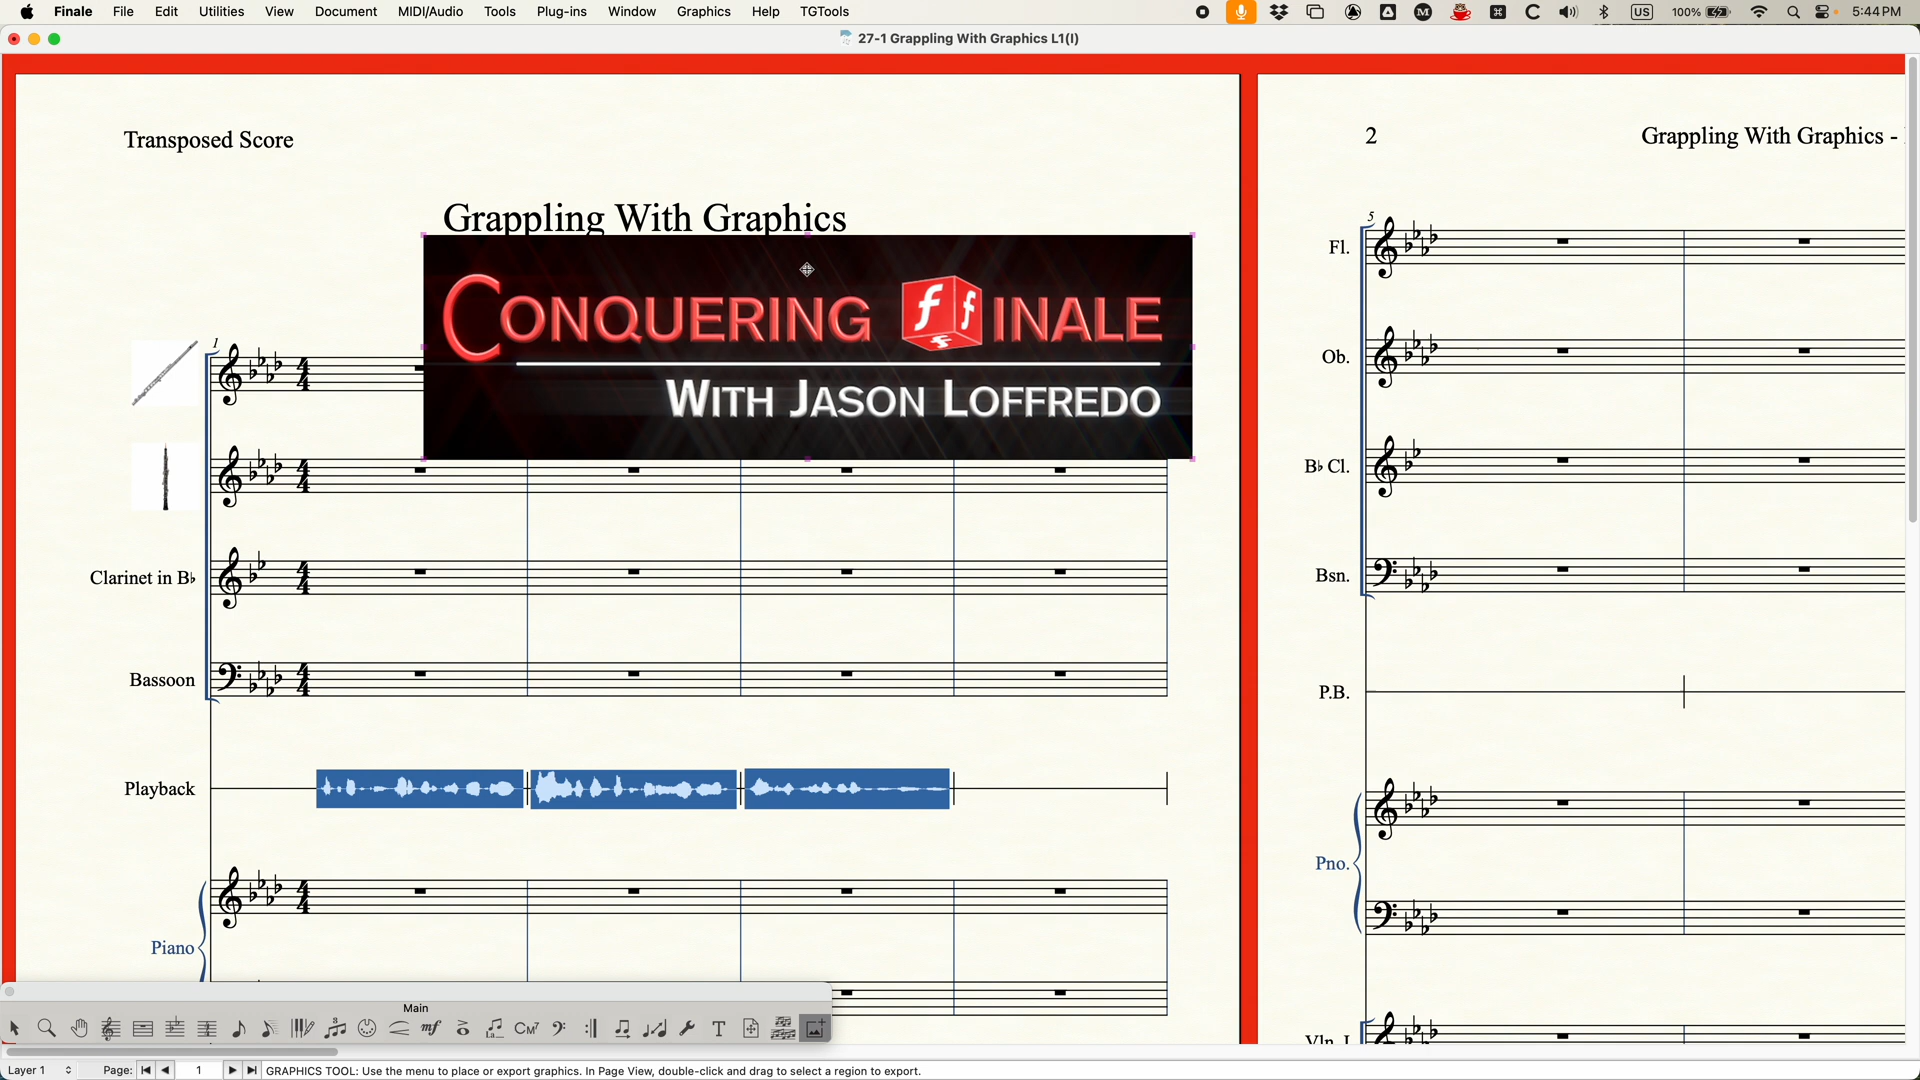 Finale File Edit Utilities View Document MIDI/Audio Tools Plug-ins Window Graphics Help TGTools US 100% 5:44 PM
27-1 Grappling With Graphics L1(I)
Transposed Score
Grappling With Graphics
CONQUERING FINALE
WITH JASON LOFFREDO
1
Clarinet in B♭
Bassoon
Playback
Piano
2
Grappling With Graphics -
5
Fl.
Ob.
B♭ Cl.
Bsn.
P.B.
Pno.
Vln. I
Main
mf CM7 T
Layer 1 Page: 1 GRAPHICS TOOL: Use the menu to place or export graphics. In Page View, double-click and drag to select a region to export.